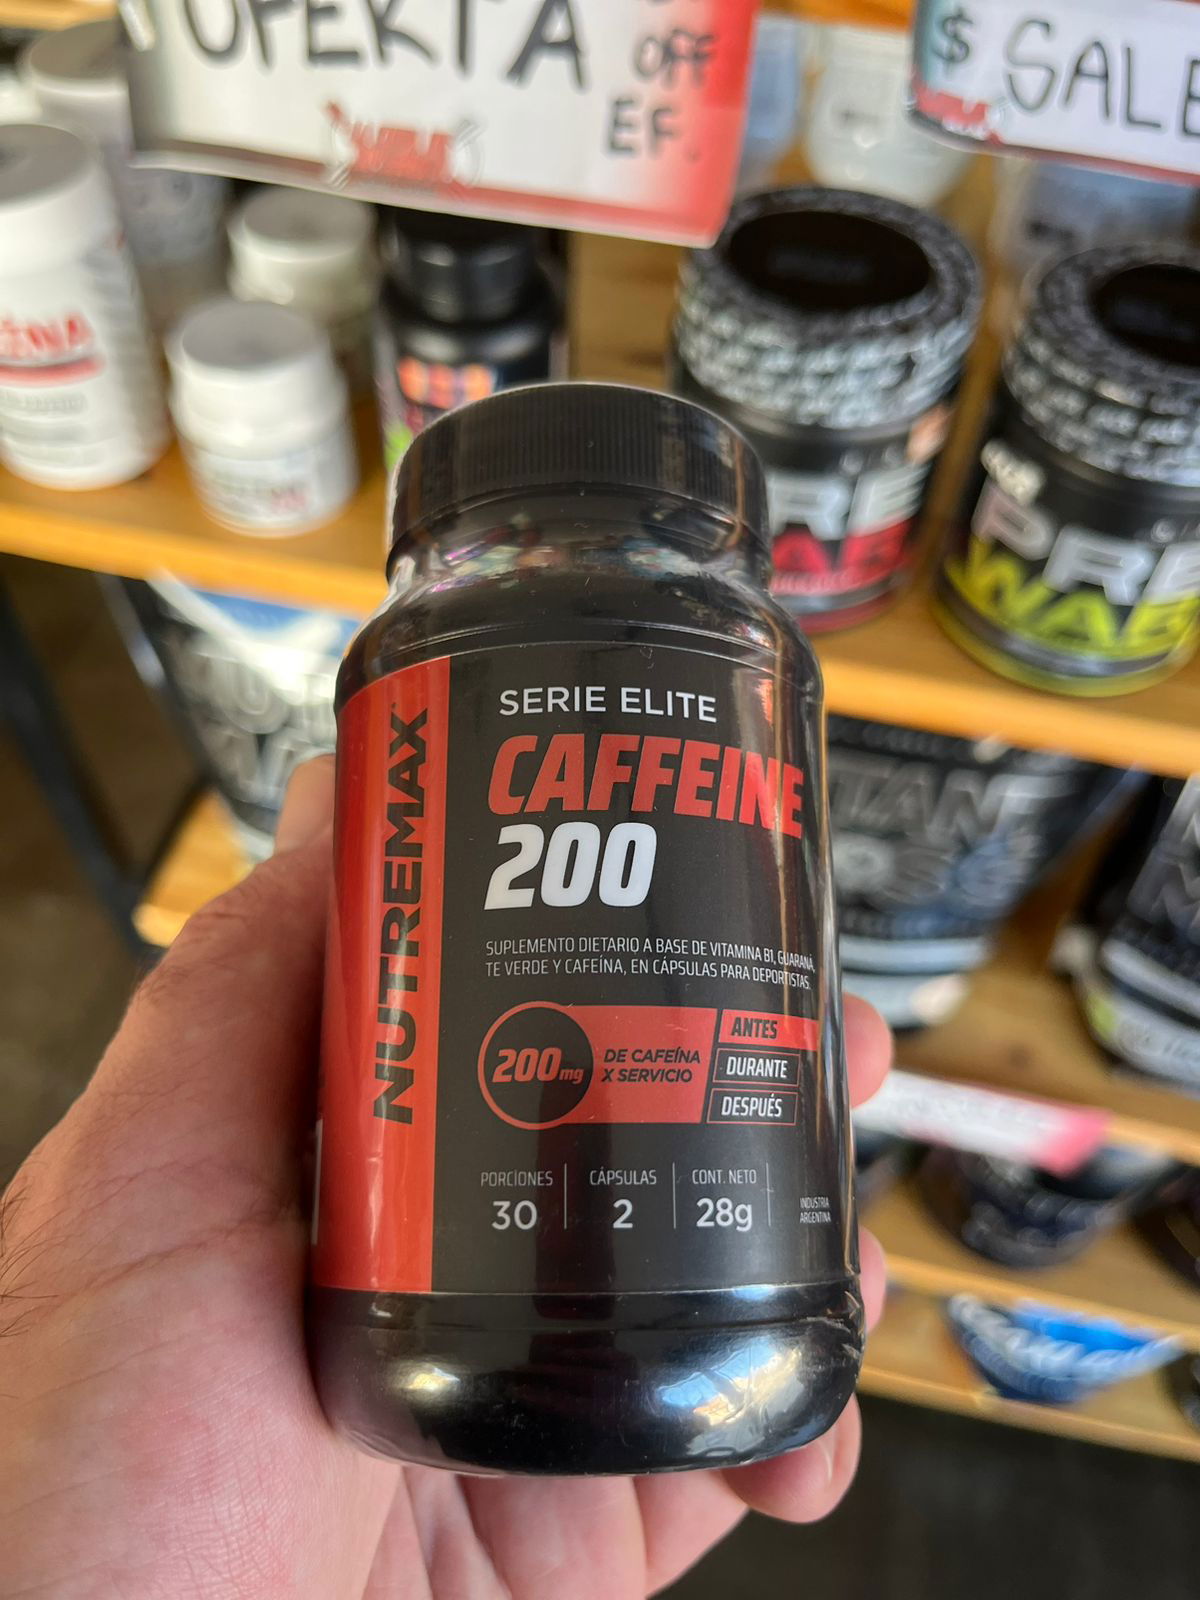 OFERTA
OFF
EF.
$ SALE
NUTREMAX
SERIE ELITE
CAFFEINE
200
SUPLEMENTO DIETARIO A BASE DE VITAMINA B1, GUARANÁ,
TE VERDE Y CAFEÍNA, EN CÁPSULAS PARA DEPORTISTAS.
200mg
DE CAFEÍNA
X SERVICIO
ANTES
DURANTE
DESPUÉS
PORCIONES
30
CÁPSULAS
2
CONT. NETO
28g
INDUSTRIA
ARGENTINA
PRE